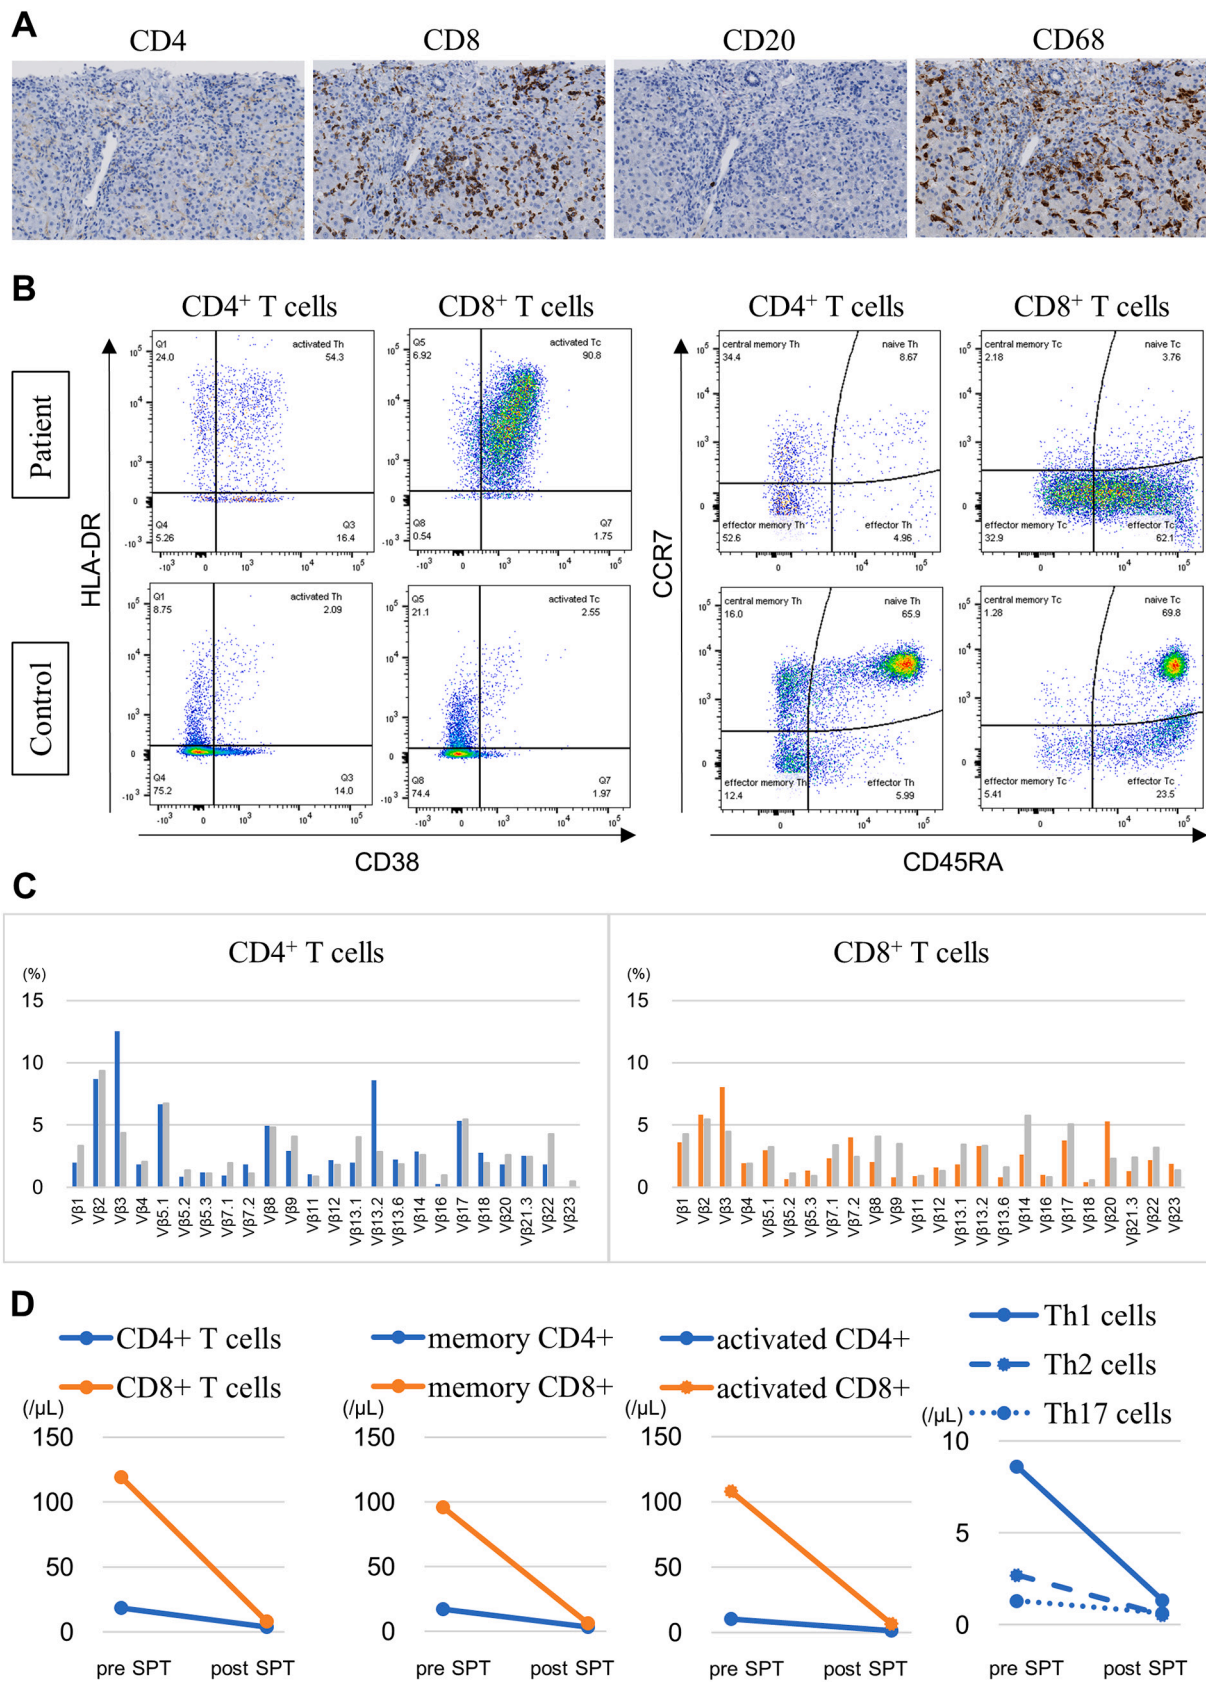 A
CD4 CD8 CD20 CD68
B
CD4+ T cells CD8+ T cells CD4+ T cells CD8+ T cells
Patient
Control
HLA-DR
CCR7
Q1 24.0 activated Th 54.3
Q4 5.26 Q3 16.4
Q5 6.92 activated Tc 90.8
Q8 0.54 Q7 1.75
central memory Th 34.4 naive Th 8.67
effector memory Th 52.6 effector Th 4.96
central memory Tc 2.18 naive Tc 3.76
effector memory Tc 32.9 effector Tc 62.1
Q1 8.75 activated Th 2.09
Q4 75.2 Q3 14.0
Q5 21.1 activated Tc 2.55
Q8 74.4 Q7 1.97
central memory Th 16.0 naive Th 65.9
effector memory Th 12.4 effector Th 5.99
central memory Tc 1.28 naive Tc 69.8
effector memory Tc 5.41 effector Tc 23.5
CD38 CD45RA
C
CD4+ T cells
(%)
15
10
5
0
Vβ1 Vβ2 Vβ3 Vβ4 Vβ5.1 Vβ5.2 Vβ5.3 Vβ7.1 Vβ7.2 Vβ8 Vβ9 Vβ11 Vβ12 Vβ13.1 Vβ13.2 Vβ13.6 Vβ14 Vβ16 Vβ17 Vβ18 Vβ20 Vβ21.3 Vβ22 Vβ23
CD8+ T cells
(%)
15
10
5
0
Vβ1 Vβ2 Vβ3 Vβ4 Vβ5.1 Vβ5.2 Vβ5.3 Vβ7.1 Vβ7.2 Vβ8 Vβ9 Vβ11 Vβ12 Vβ13.1 Vβ13.2 Vβ13.6 Vβ14 Vβ16 Vβ17 Vβ18 Vβ20 Vβ21.3 Vβ22 Vβ23
D
CD4+ T cells
CD8+ T cells
(/μL)
150
100
50
0
pre SPT post SPT
memory CD4+
memory CD8+
(/μL)
150
100
50
0
pre SPT post SPT
activated CD4+
activated CD8+
(/μL)
150
100
50
0
pre SPT post SPT
Th1 cells
Th2 cells
Th17 cells
(/μL)
10
5
0
pre SPT post SPT